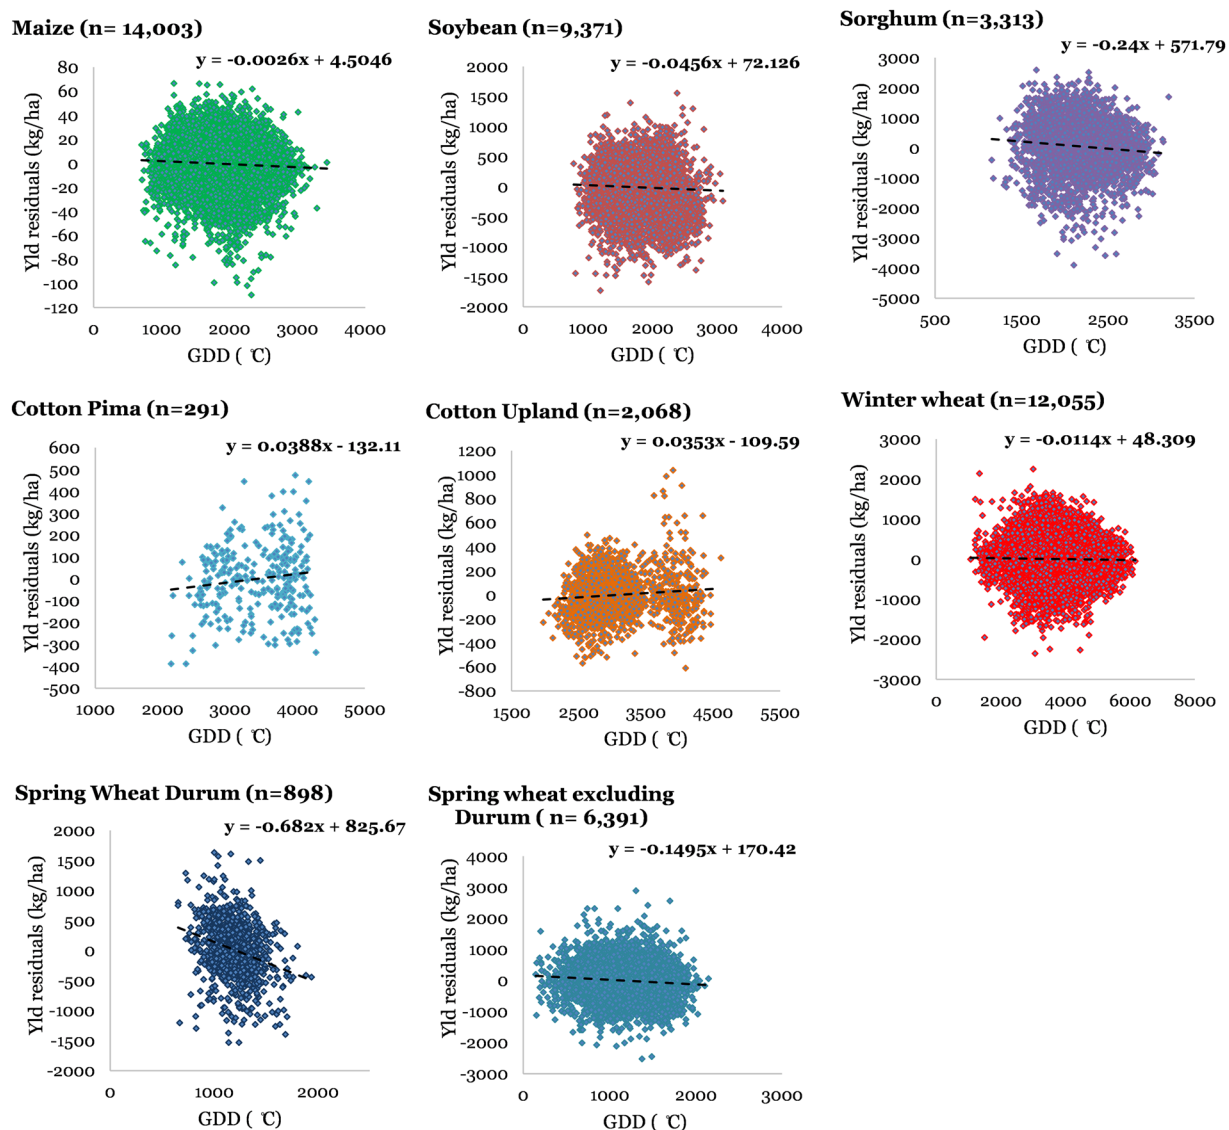 Maize (n= 14,003)
y = -0.0026x + 4.5046
Yld residuals (kg/ha)
80
60
40
20
0
-20
-40
-60
-80
-100
-120
0 1000 2000 3000 4000
GDD ( ℃)
Soybean (n=9,371)
y = -0.0456x + 72.126
Yld residuals (kg/ha)
2000
1500
1000
500
0
-500
-1000
-1500
-2000
0 1000 2000 3000 4000
GDD ( ℃)
Sorghum (n=3,313)
y = -0.24x + 571.79
Yld residuals (kg/ha)
3000
2000
1000
0
-1000
-2000
-3000
-4000
-5000
500 1500 2500 3500
GDD ( ℃)
Cotton Pima (n=291)
y = 0.0388x - 132.11
Yld residuals (kg/ha)
600
500
400
300
200
100
0
-100
-200
-300
-400
-500
1000 2000 3000 4000 5000
GDD ( ℃)
Cotton Upland (n=2,068)
y = 0.0353x - 109.59
Yld residuals (kg/ha)
1200
1000
800
600
400
200
0
-200
-400
-600
-800
1500 2500 3500 4500 5500
GDD ( ℃)
Winter wheat (n=12,055)
y = -0.0114x + 48.309
Yld residuals (kg/ha)
3000
2000
1000
0
-1000
-2000
-3000
0 2000 4000 6000 8000
GDD ( ℃)
Spring Wheat Durum (n=898)
y = -0.682x + 825.67
Yld residuals (kg/ha)
2000
1500
1000
500
0
-500
-1000
-1500
-2000
0 1000 2000
GDD ( ℃)
Spring wheat excluding
Durum ( n= 6,391)
y = -0.1495x + 170.42
Yld residuals (kg/ha)
4000
3000
2000
1000
0
-1000
-2000
-3000
0 1000 2000 3000
GDD ( ℃)